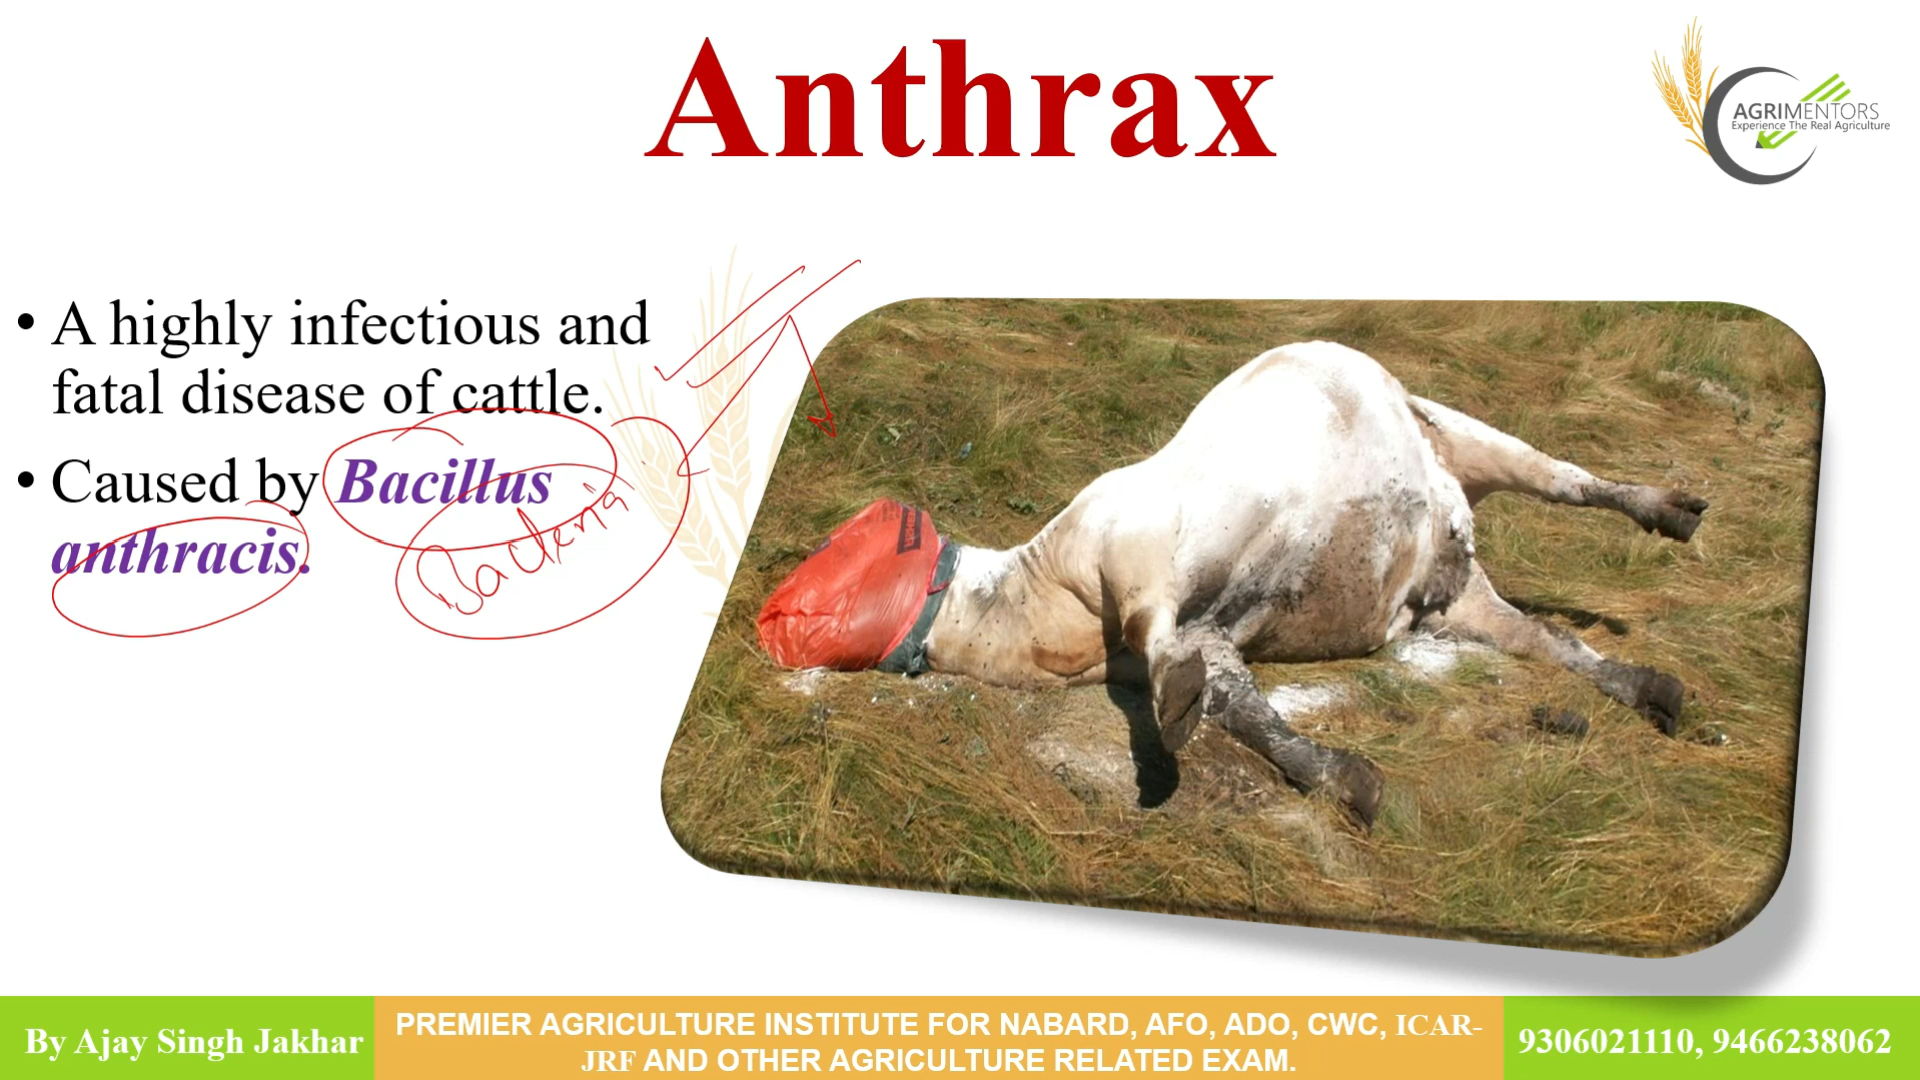 Anthrax
AGRIMENTORS
Experience The Real Agriculture
• A highly infectious and
fatal disease of cattle.
• Caused by Bacillus
anthracis.
Bacteria
By Ajay Singh Jakhar
PREMIER AGRICULTURE INSTITUTE FOR NABARD, AFO, ADO, CWC, ICAR-
JRF AND OTHER AGRICULTURE RELATED EXAM.
9306021110, 9466238062